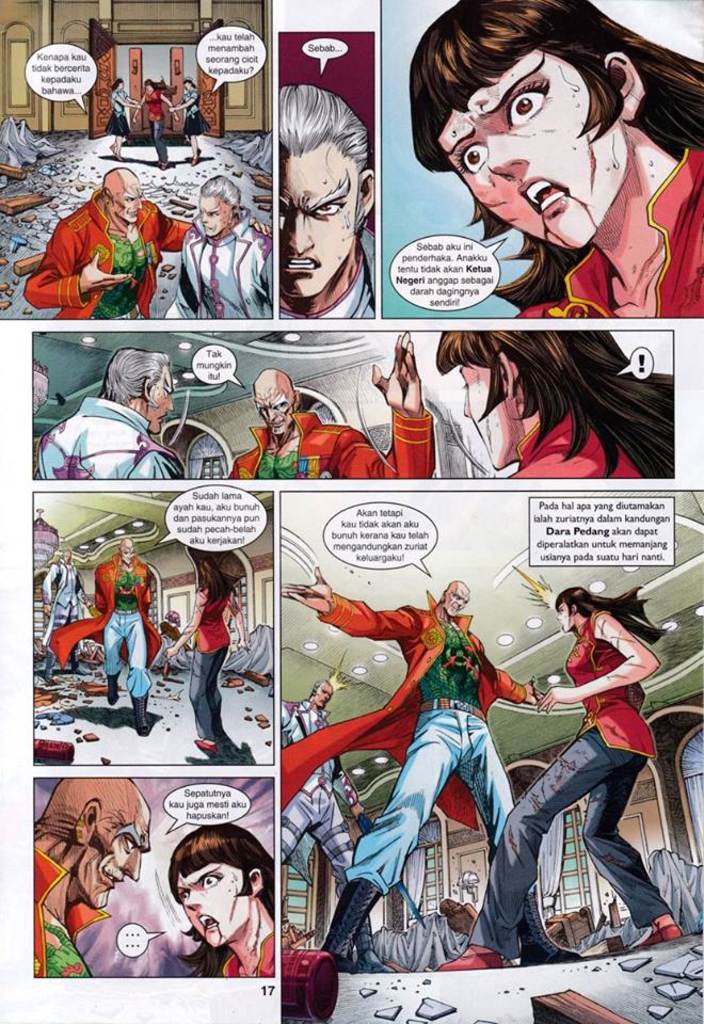 Kenapa kau
tidak bercerita
kepadaku
bahawa...
...kau telah
menambah
seorang cicit
kepadaku?
Sebab...
Sebab aku ini
penderhaka. Anakku
tentu tidak akan Ketua
Negeri anggap sebagai
darah dagingnya
sendiri!
Tak
mungkin
itu!
!
Sudah lama
ayah kau, aku bunuh
dan pasukannya pun
sudah pecah-belah
aku kerjakan!
Akan tetapi
kau tidak akan aku
bunuh kerana kau telah
mengandungkan zuriat
keluargaku!
Pada hal apa yang diutamakan
ialah zuriatnya dalam kandungan
Dara Pedang akan dapat
diperalatkan untuk memanjang
usianya pada suatu hari nanti.
Sepatutnya
kau juga mesti aku
hapuskan!
...
17